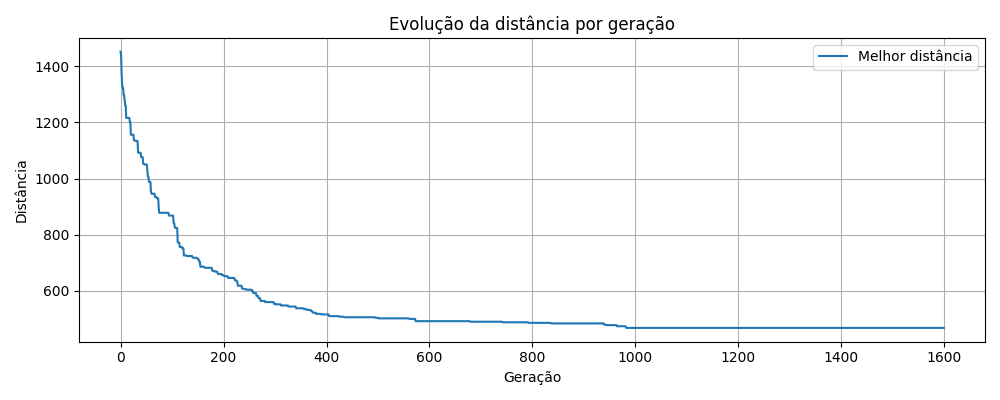 Evolução da distância por geração
Melhor distância
Distância
1400
1200
1000
800
600
0 200 400 600 800 1000 1200 1400 1600
Geração